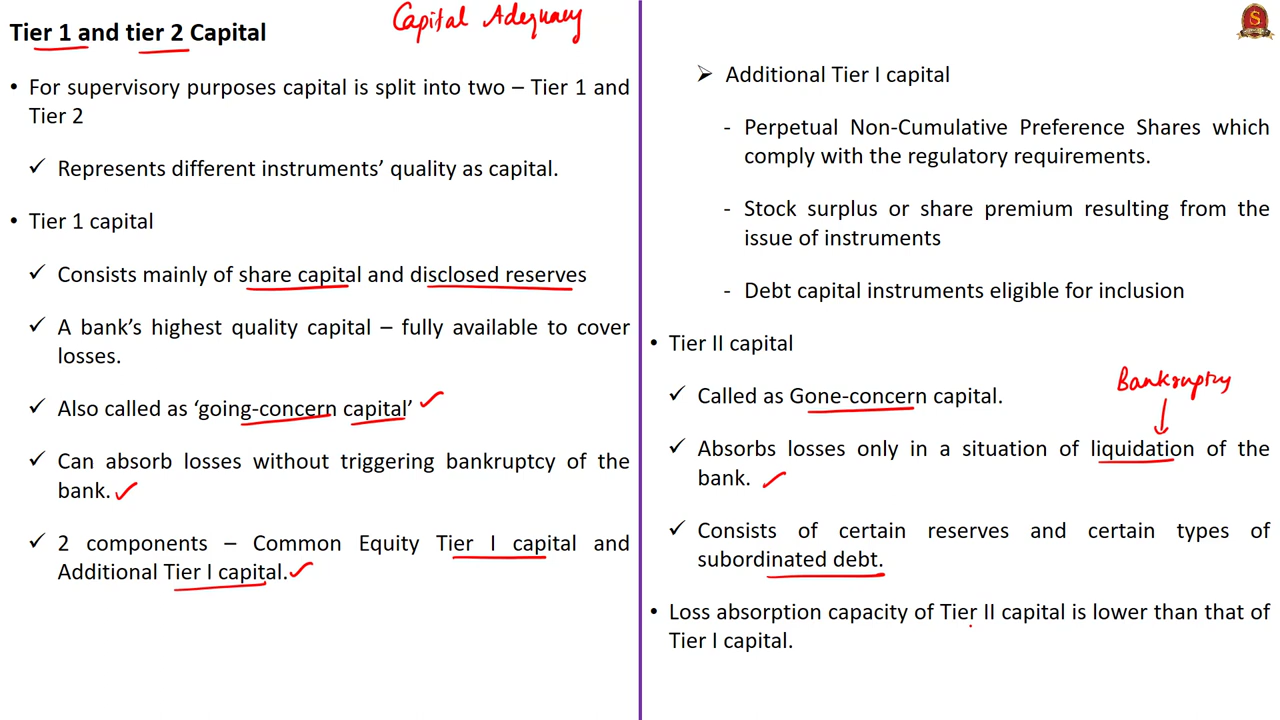 Capital Adequacy
Tier 1 and tier 2 Capital
• For supervisory purposes capital is split into two – Tier 1 and
Tier 2
✓ Represents different instruments’ quality as capital.
• Tier 1 capital
✓ Consists mainly of share capital and disclosed reserves
✓ A bank’s highest quality capital – fully available to cover
losses.
✓ Also called as ‘going-concern capital’
✓ Can absorb losses without triggering bankruptcy of the
bank.
✓ 2 components – Common Equity Tier I capital and
Additional Tier I capital.
➢ Additional Tier I capital
- Perpetual Non-Cumulative Preference Shares which
comply with the regulatory requirements.
- Stock surplus or share premium resulting from the
issue of instruments
- Debt capital instruments eligible for inclusion
• Tier II capital
Bankruptcy
✓ Called as Gone-concern capital.
✓ Absorbs losses only in a situation of liquidation of the
bank.
✓ Consists of certain reserves and certain types of
subordinated debt.
• Loss absorption capacity of Tier II capital is lower than that of
Tier I capital.